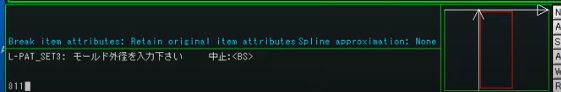 Break item attributes: Retain original item attributes Spline approximation: None
L-PAT_SET3: モールド外径を入力下さい 中止:<BS>
811
N
A
S
A
W
R